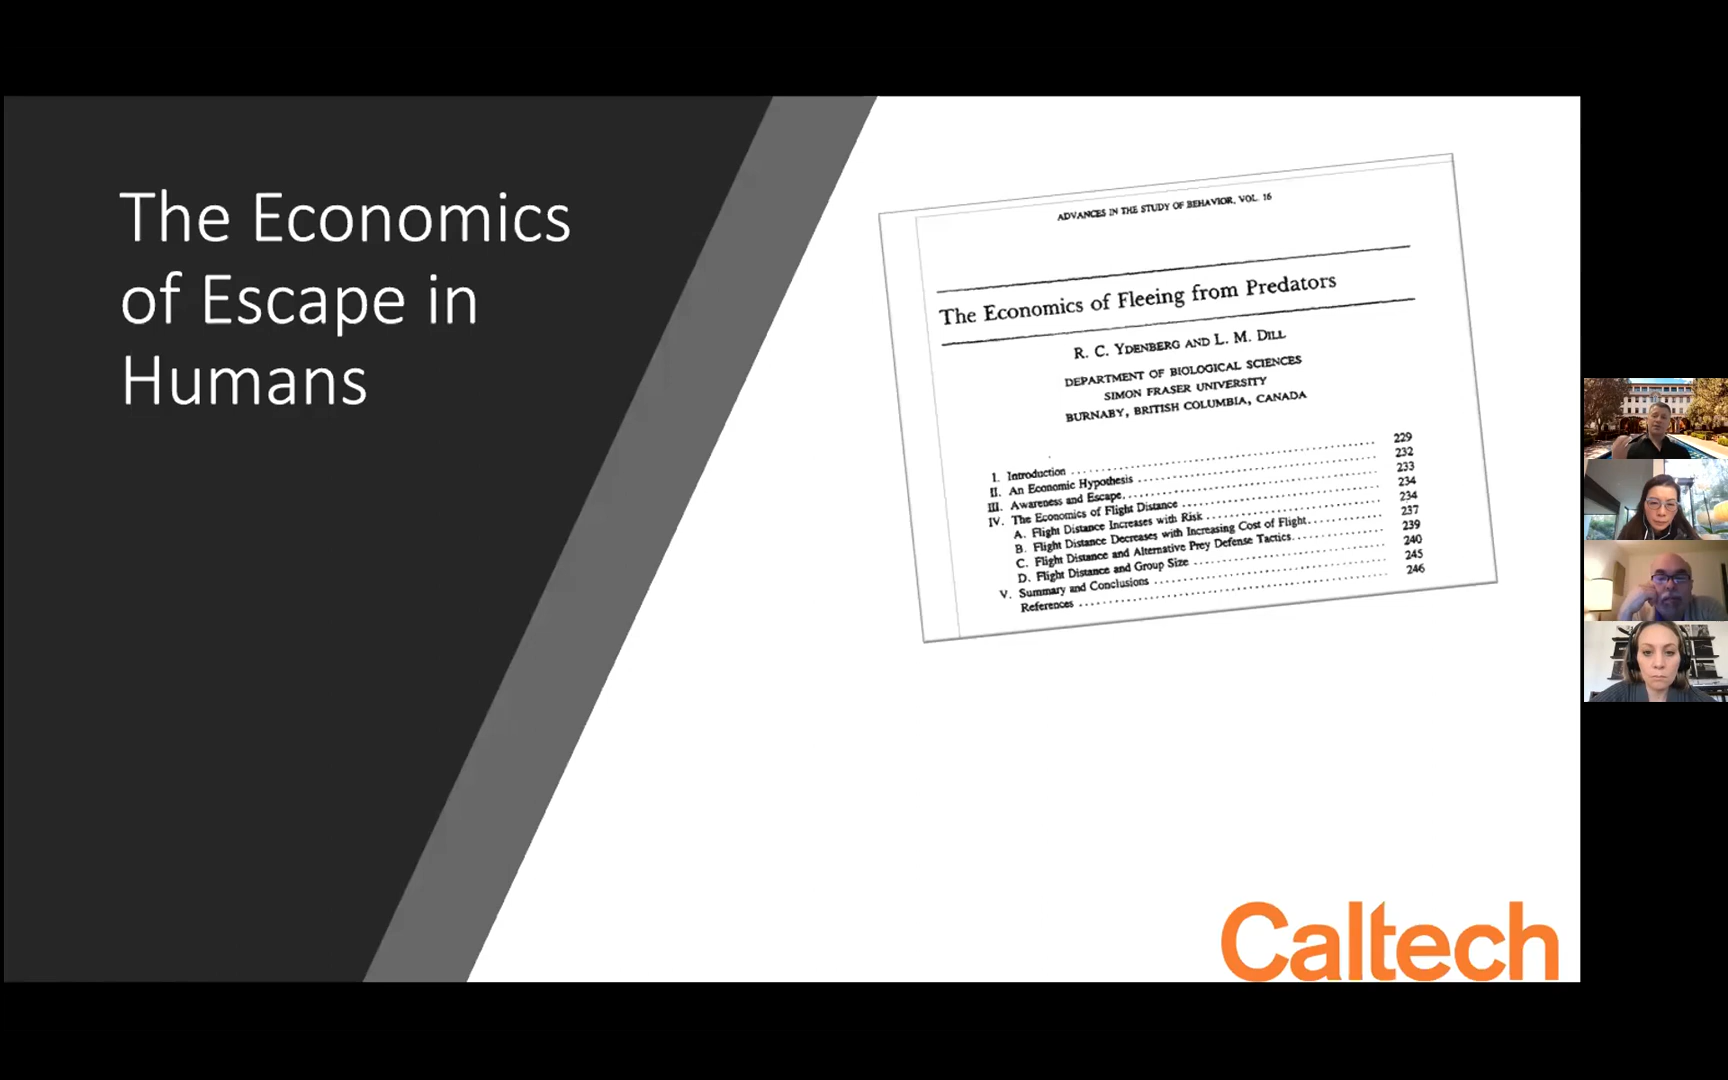 The Economics
of Escape in
Humans
ADVANCES IN THE STUDY OF BEHAVIOR, VOL. 16
The Economics of Fleeing from Predators
R. C. YDENBERG AND L. M. DILL
DEPARTMENT OF BIOLOGICAL SCIENCES
SIMON FRASER UNIVERSITY
BURNABY, BRITISH COLUMBIA, CANADA
I. Introduction 229
II. An Economic Hypothesis 232
III. Awareness and Escape 233
IV. The Economics of Flight Distance 234
A. Flight Distance Increases with Risk 234
B. Flight Distance Decreases with Increasing Cost of Flight 237
C. Flight Distance and Alternative Prey Defense Tactics 239
D. Flight Distance and Group Size 240
V. Summary and Conclusions 245
References 246
Caltech